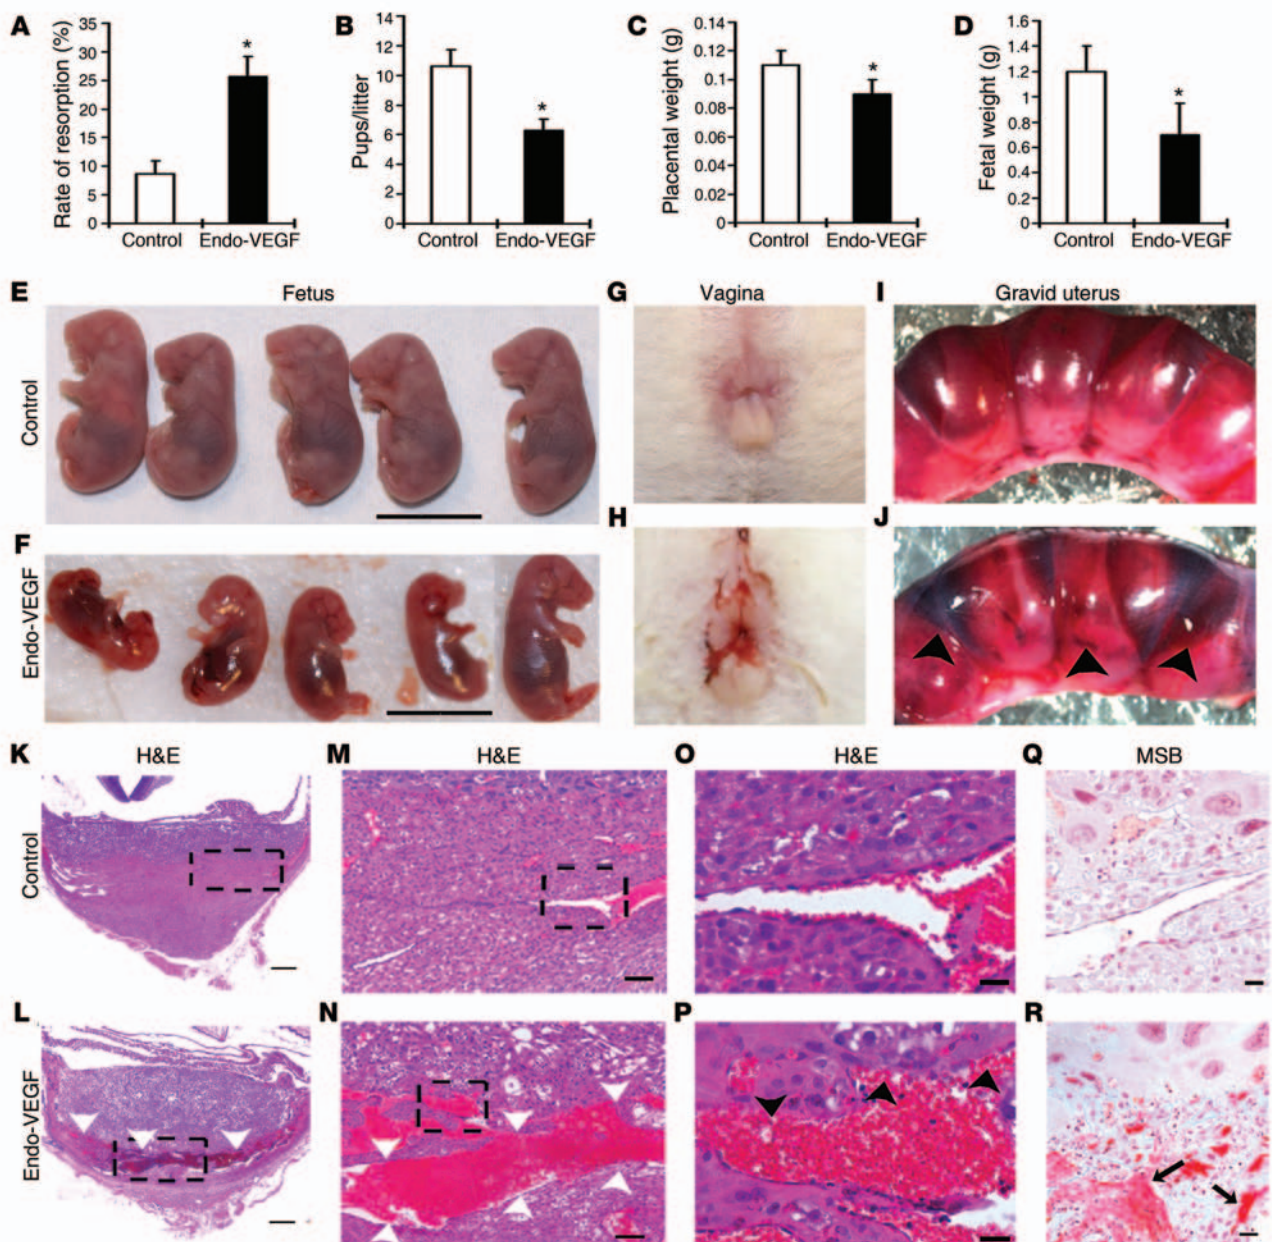 A
Rate of resorption (%)
35
30
25
20
15
10
5
0
*
Control Endo-VEGF
B
Pups/litter
14
12
10
8
6
4
2
0
*
Control Endo-VEGF
C
Placental weight (g)
0.14
0.12
0.1
0.08
0.06
0.04
0.02
0
*
Control Endo-VEGF
D
Fetal weight (g)
1.6
1.4
1.2
1
0.8
0.6
0.4
0.2
0
*
Control Endo-VEGF
E Fetus
Control
F
Endo-VEGF
G Vagina
H
I Gravid uterus
J
K H&E
M H&E
O H&E
Q MSB
Control
L
N
P
R
Endo-VEGF